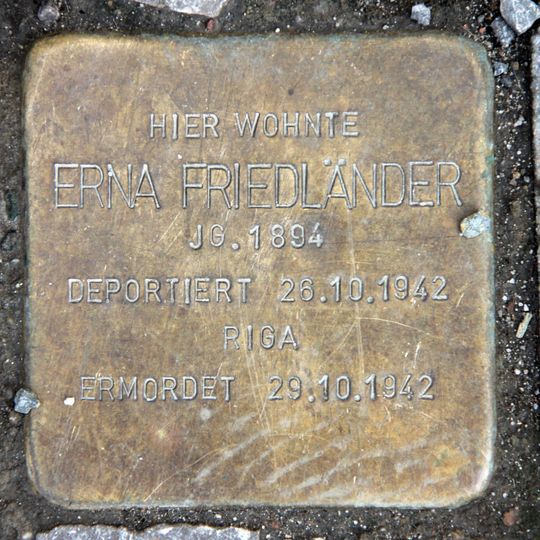 HIER WOHNTE
ERNA FRIEDLÄNDER
JG. 1894
DEPORTIERT 26.10.1942
RIGA
ERMORDET 29.10.1942